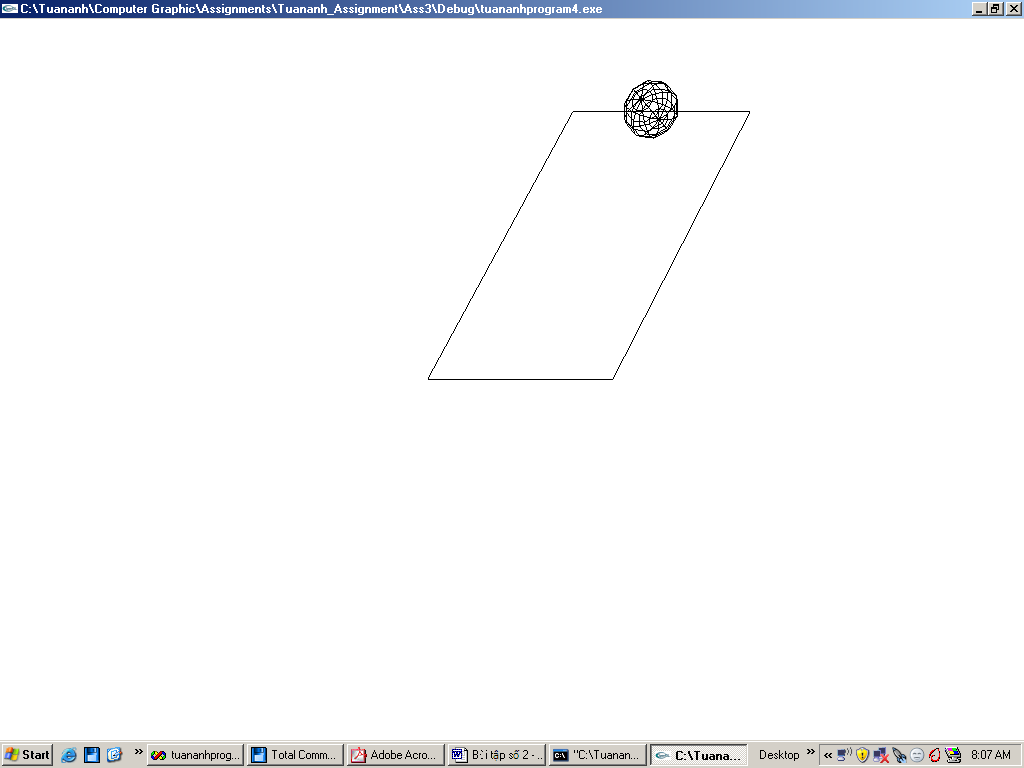 C:\Tuananh\Computer Graphic\Assignments\Tuananh_Assignment\Ass3\Debug\tuananhprogram4.exe
Start
tuananhprog...
Total Comm...
Adobe Acro...
Bài tập số 2 - ...
"C:\Tuanan...
C:\Tuana...
Desktop
8:07 AM